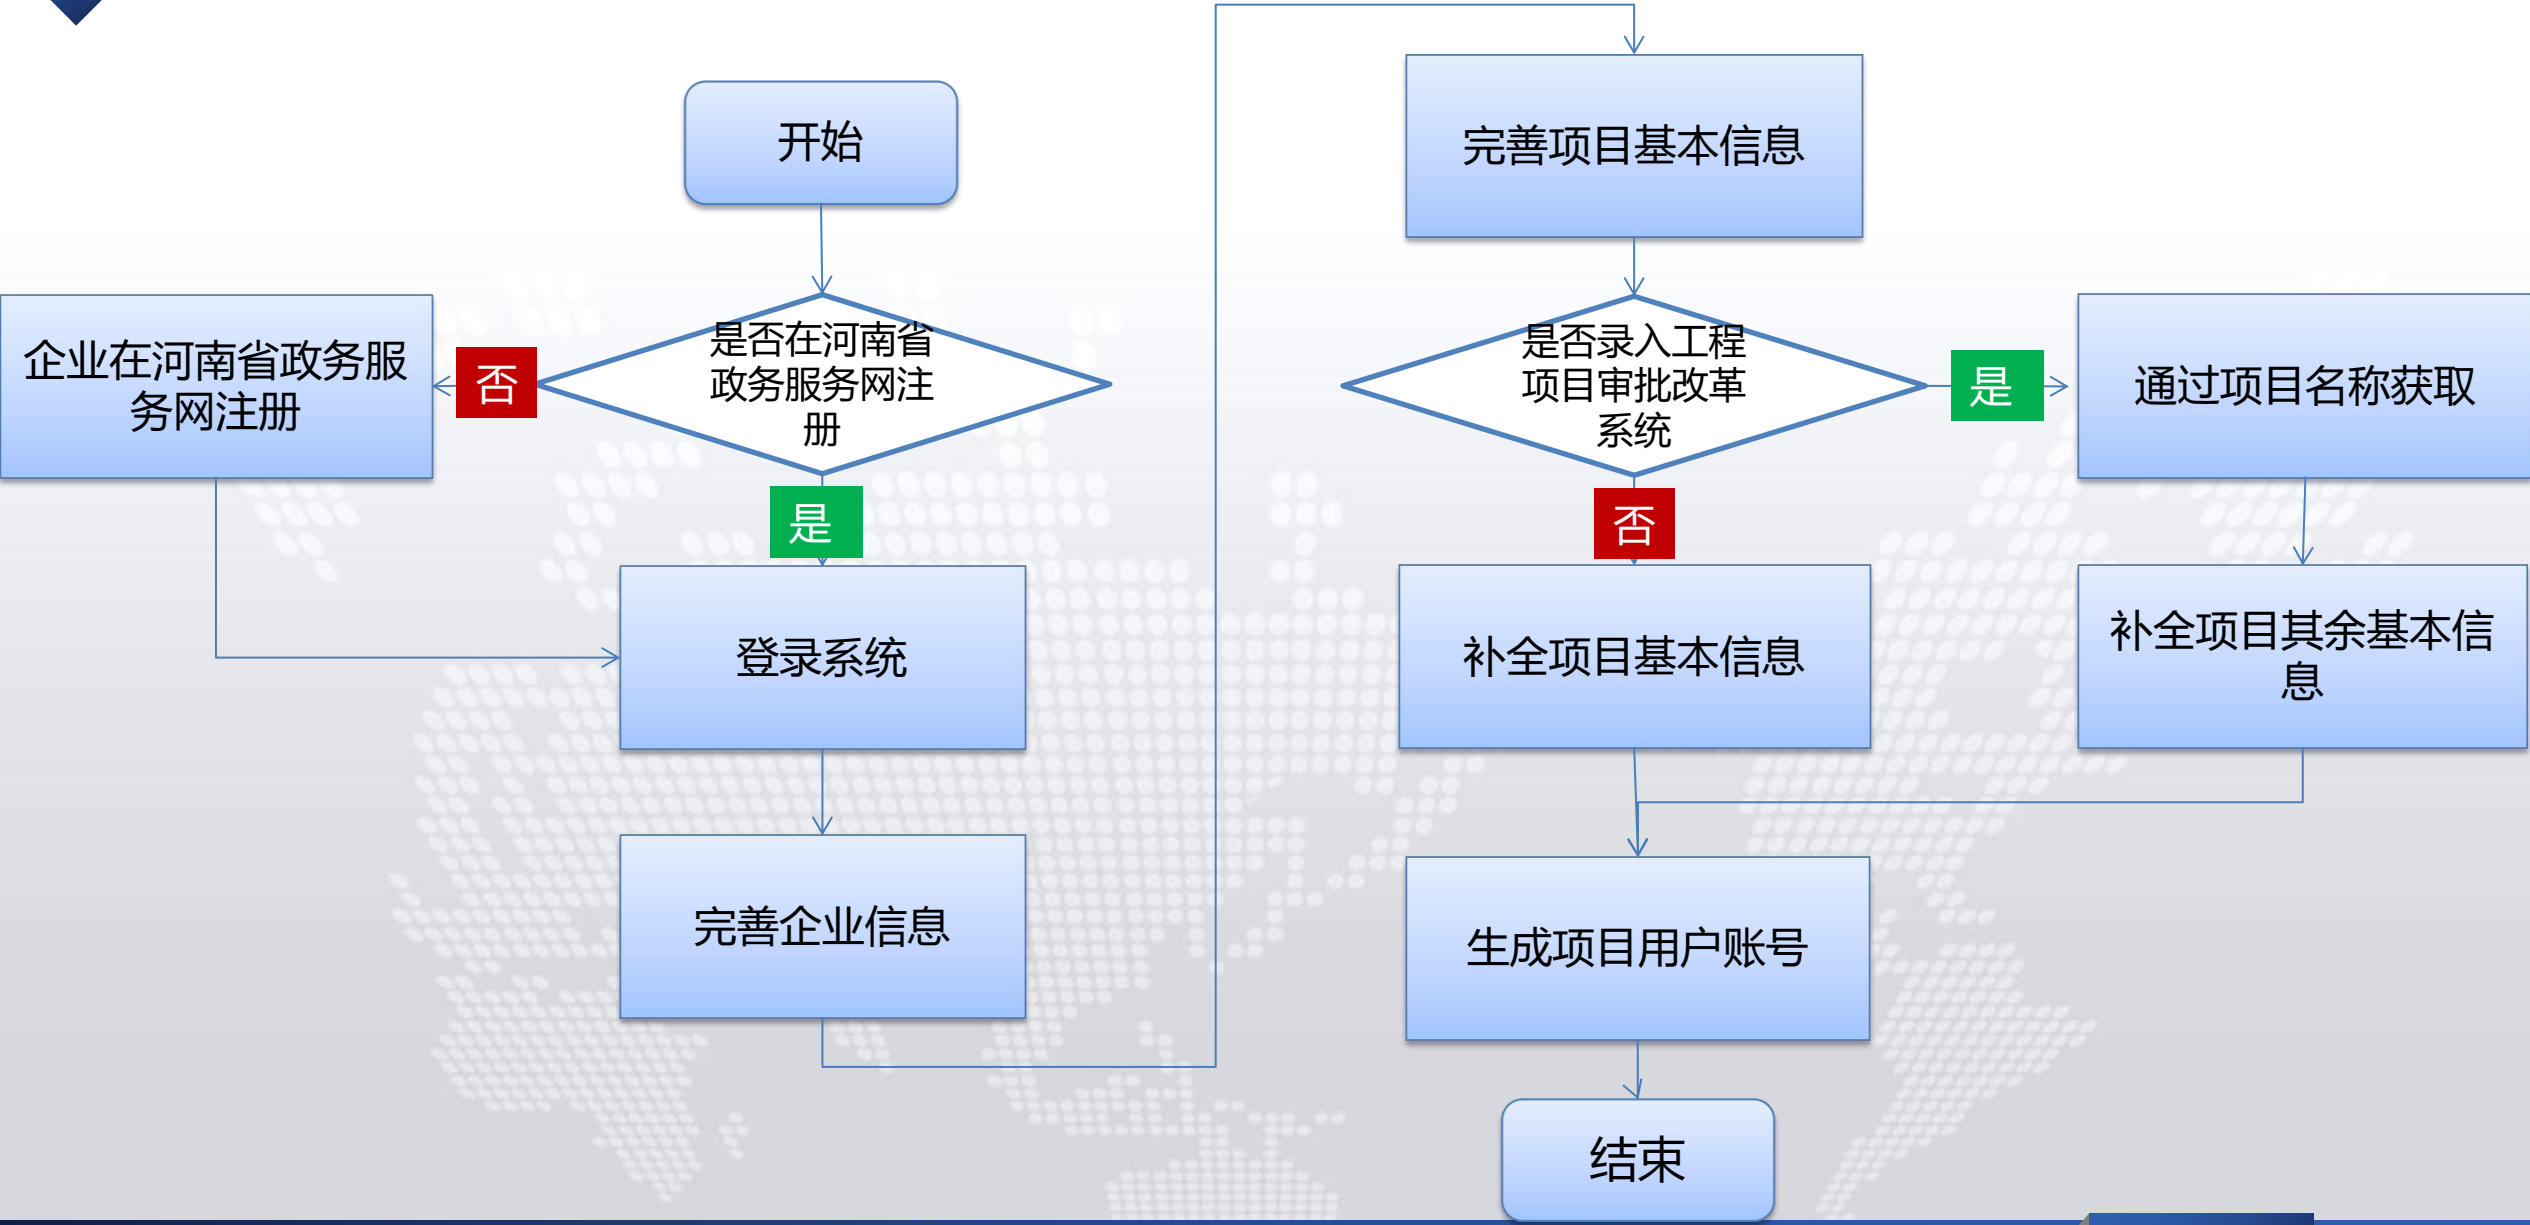 开始
是否在河南省
政务服务网注
册
否
企业在河南省政务服
务网注册
是
登录系统
完善企业信息
完善项目基本信息
是否录入工程
项目审批改革
系统
是
通过项目名称获取
否
补全项目基本信息
补全项目其余基本信
息
生成项目用户账号
结束